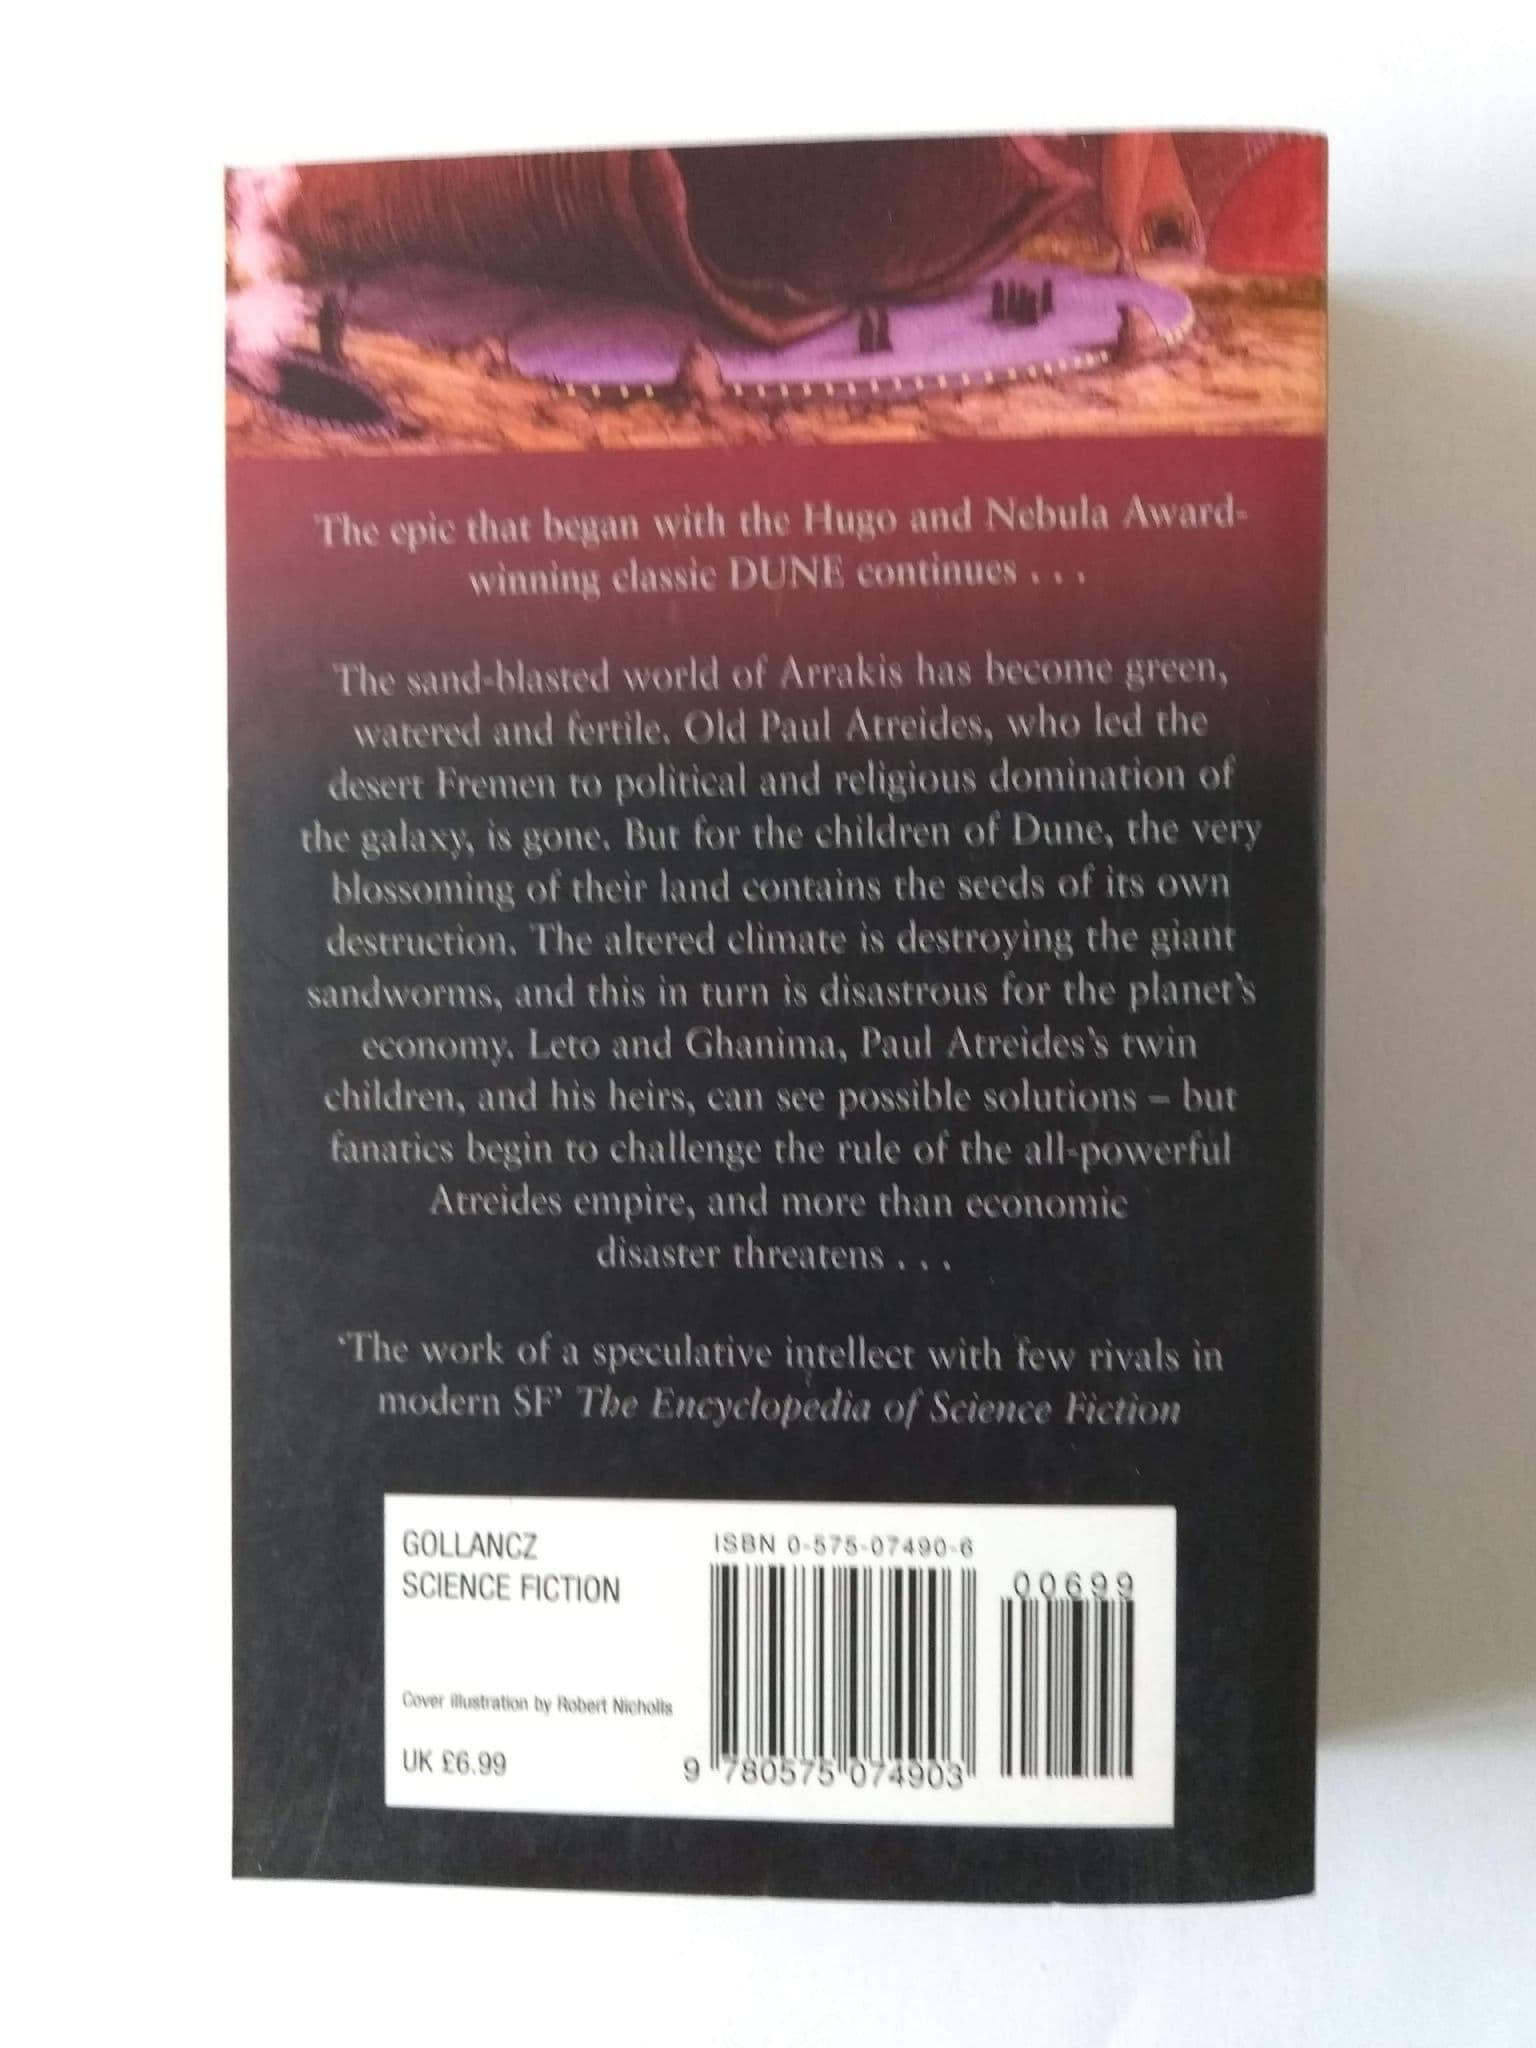 The epic that began with the Hugo and Nebula Award-
winning classic DUNE continues . . .
The sand-blasted world of Arrakis has become green,
watered and fertile. Old Paul Atreides, who led the
desert Fremen to political and religious domination of
the galaxy, is gone. But for the children of Dune, the very
blossoming of their land contains the seeds of its own
destruction. The altered climate is destroying the giant
sandworms, and this in turn is disastrous for the planet's
economy. Leto and Ghanima, Paul Atreides's twin
children, and his heirs, can see possible solutions – but
fanatics begin to challenge the rule of the all-powerful
Atreides empire, and more than economic
disaster threatens . . .
'The work of a speculative intellect with few rivals in
modern SF' The Encyclopedia of Science Fiction
GOLLANCZ
SCIENCE FICTION
Cover illustration by Robert Nicholls
UK £6.99
ISBN 0-575-07490-6
00699
9 780575 074903